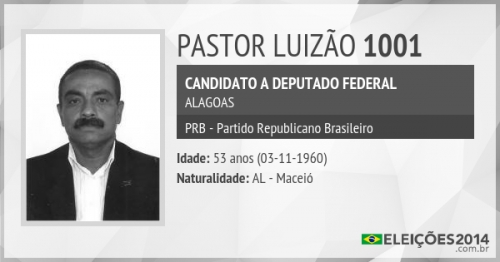 PASTOR LUIZÃO 1001
CANDIDATO A DEPUTADO FEDERAL
ALAGOAS
PRB - Partido Republicano Brasileiro
Idade: 53 anos (03-11-1960)
Naturalidade: AL - Maceió
ELEIÇÕES2014
.com.br